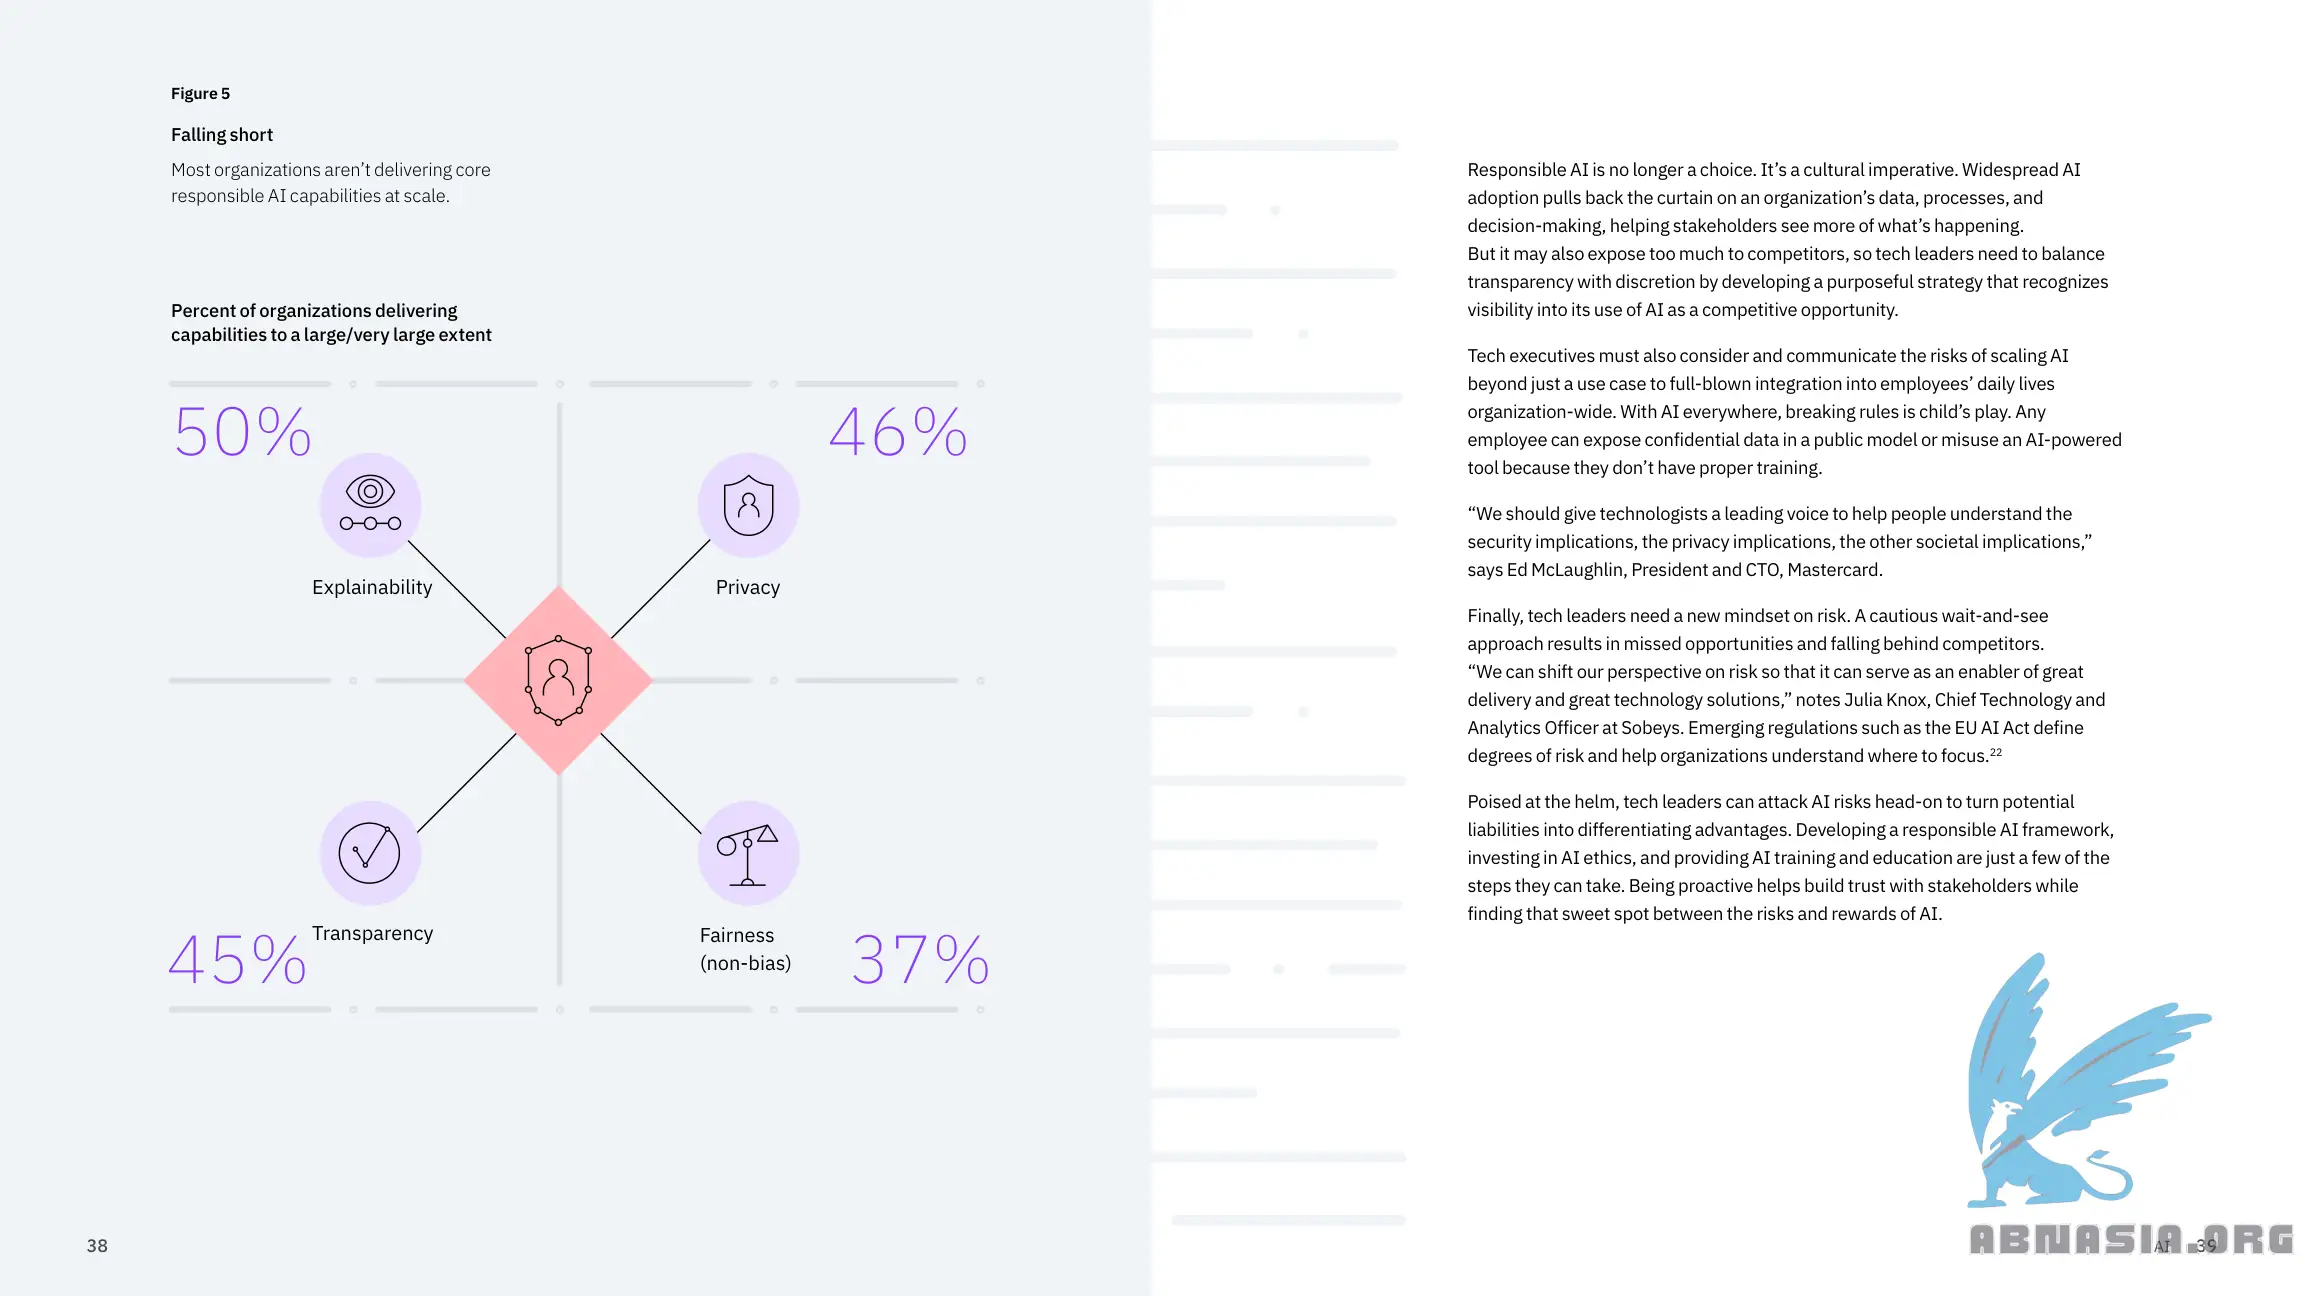 Figure 5
Falling short
Most organizations aren’t delivering core
responsible AI capabilities at scale.
Percent of organizations delivering
capabilities to a large/very large extent
50%
Explainability
46%
Privacy
45%
Transparency
Fairness
(non-bias)
37%
38
Responsible AI is no longer a choice. It’s a cultural imperative. Widespread AI
adoption pulls back the curtain on an organization’s data, processes, and
decision-making, helping stakeholders see more of what’s happening.
But it may also expose too much to competitors, so tech leaders need to balance
transparency with discretion by developing a purposeful strategy that recognizes
visibility into its use of AI as a competitive opportunity.
Tech executives must also consider and communicate the risks of scaling AI
beyond just a use case to full-blown integration into employees’ daily lives
organization-wide. With AI everywhere, breaking rules is child’s play. Any
employee can expose confidential data in a public model or misuse an AI-powered
tool because they don’t have proper training.
“We should give technologists a leading voice to help people understand the
security implications, the privacy implications, the other societal implications,”
says Ed McLaughlin, President and CTO, Mastercard.
Finally, tech leaders need a new mindset on risk. A cautious wait-and-see
approach results in missed opportunities and falling behind competitors.
“We can shift our perspective on risk so that it can serve as an enabler of great
delivery and great technology solutions,” notes Julia Knox, Chief Technology and
Analytics Officer at Sobeys. Emerging regulations such as the EU AI Act define
degrees of risk and help organizations understand where to focus.22
Poised at the helm, tech leaders can attack AI risks head-on to turn potential
liabilities into differentiating advantages. Developing a responsible AI framework,
investing in AI ethics, and providing AI training and education are just a few of the
steps they can take. Being proactive helps build trust with stakeholders while
finding that sweet spot between the risks and rewards of AI.
ABNASIA.ORG
AI 39